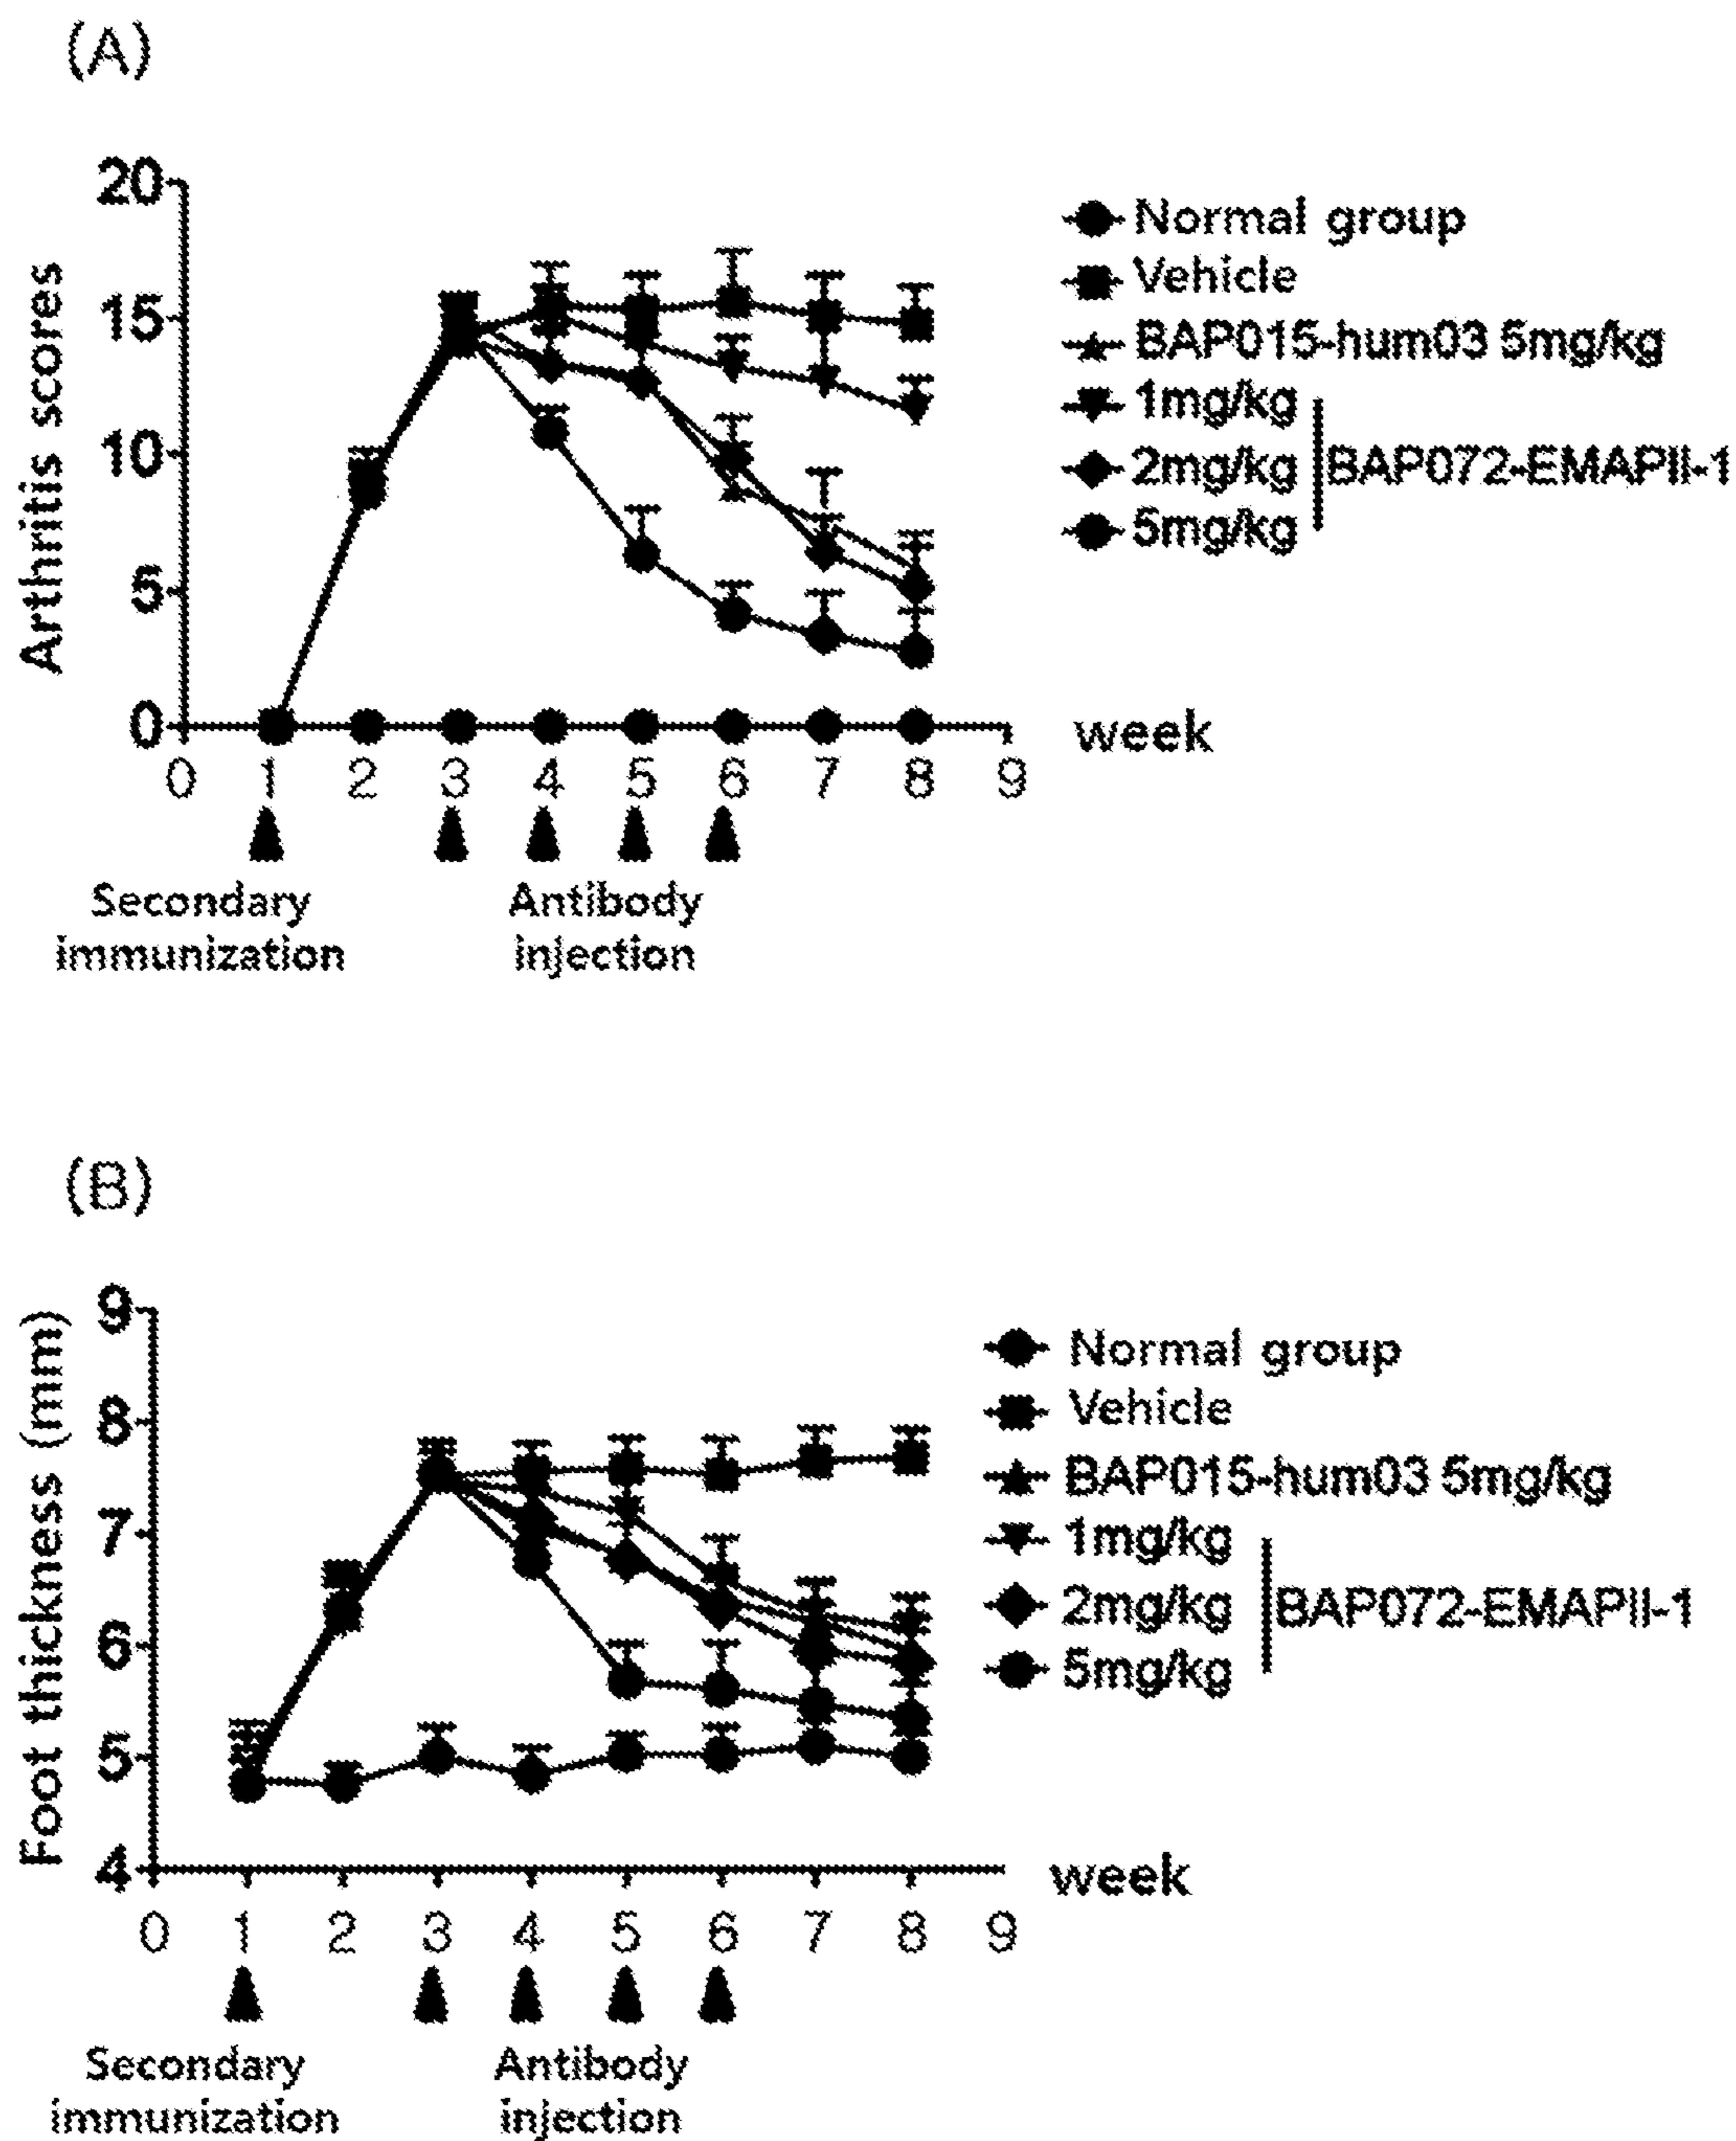 (A)
Arthritis scores
20
15
10
5
0
0 1 2 3 4 5 6 7 8 9
week
Normal group
Vehicle
BAP015-hum03 5mg/kg
1mg/kg
2mg/kg
5mg/kg
BAP072-EMAPII-1
Secondary
immunization
Antibody
injection
(B)
Foot thickness (mm)
9
8
7
6
5
4
0 1 2 3 4 5 6 7 8 9
week
Normal group
Vehicle
BAP015-hum03 5mg/kg
1mg/kg
2mg/kg
5mg/kg
BAP072-EMAPII-1
Secondary
immunization
Antibody
injection